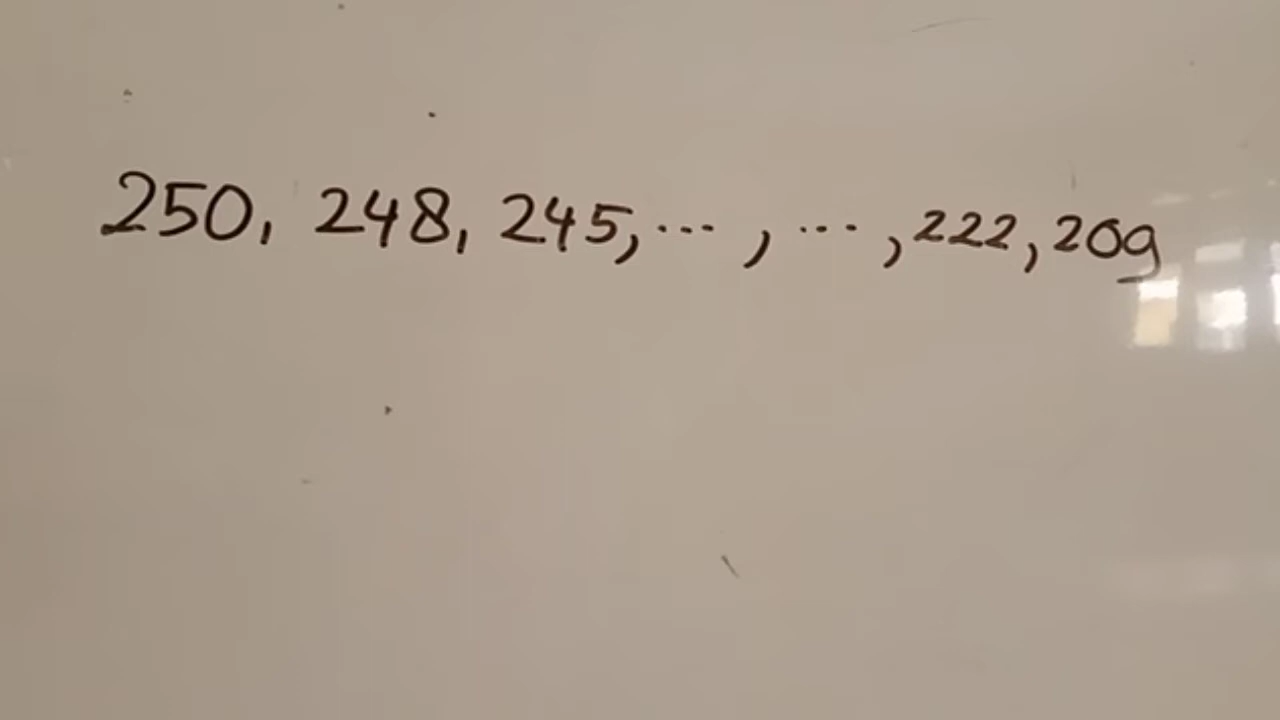 250, 248, 245, ... , ... , 222, 209